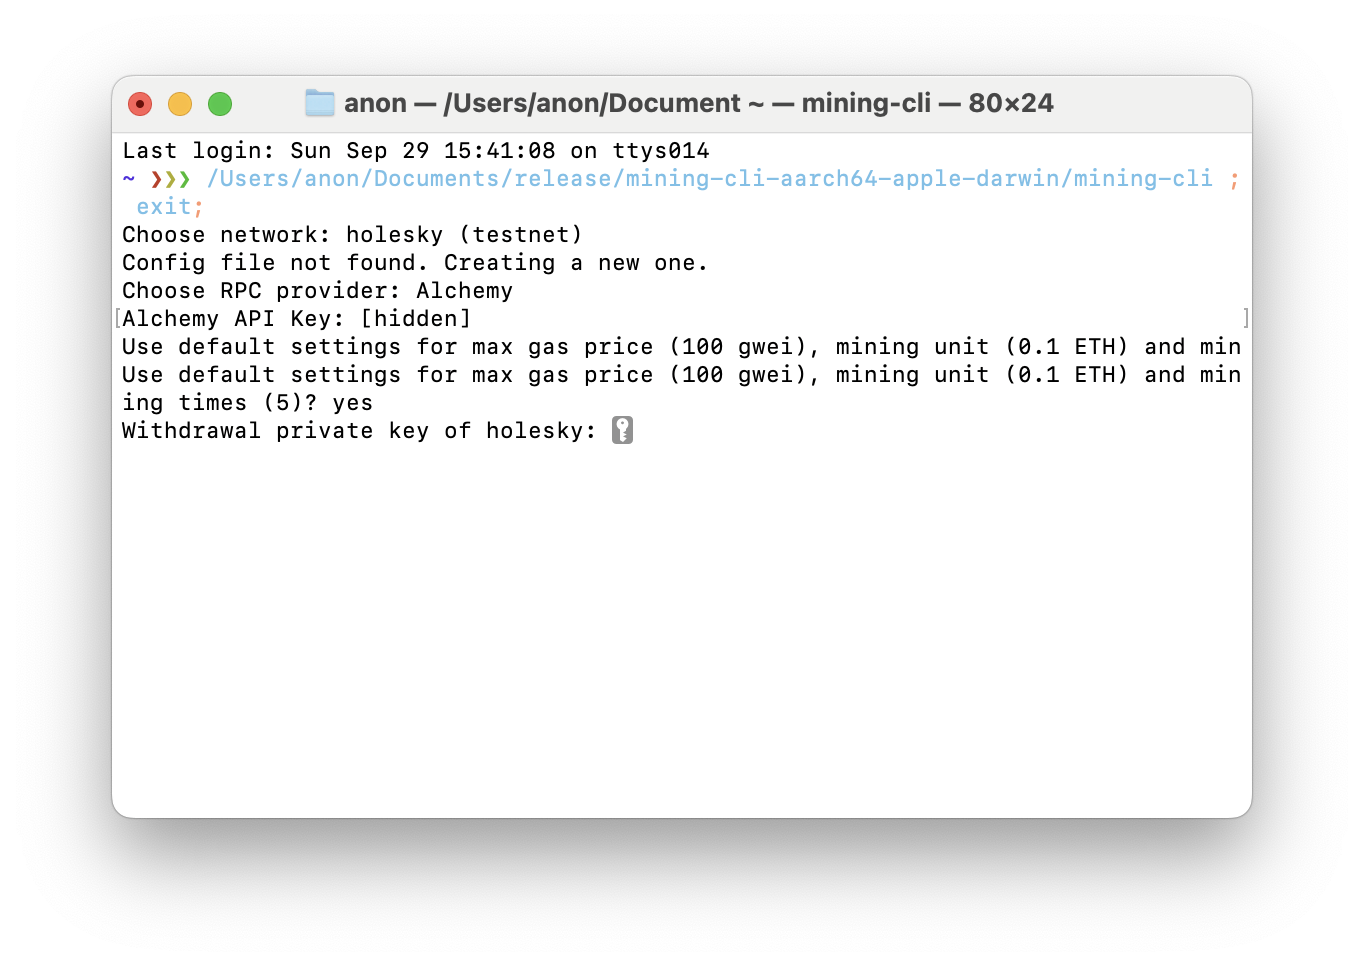 anon — /Users/anon/Document ~ — mining-cli — 80×24
Last login: Sun Sep 29 15:41:08 on ttys014
~ ❯❯❯ /Users/anon/Documents/release/mining-cli-aarch64-apple-darwin/mining-cli ;
exit;
Choose network: holesky (testnet)
Config file not found. Creating a new one.
Choose RPC provider: Alchemy
[Alchemy API Key: [hidden] ]
Use default settings for max gas price (100 gwei), mining unit (0.1 ETH) and min
Use default settings for max gas price (100 gwei), mining unit (0.1 ETH) and min
ing times (5)? yes
Withdrawal private key of holesky: